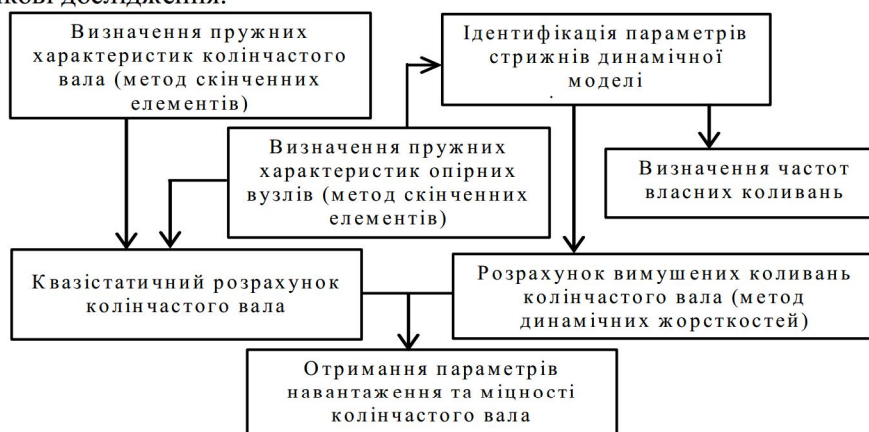 Визначення пружних
характеристик колінчастого
вала (метод скінченних
елементів)
Ідентифікація параметрів
стрижнів динамічної
моделі
Визначення пружних
характеристик опірних
вузлів (метод скінченних
елементів)
Визначення частот
власних коливань
Квазістатичний розрахунок
колінчастого вала
Розрахунок вимушених коливань
колінчастого вала (метод
динамічних жорсткостей)
Отримання параметрів
навантаження та міцності
колінчастого вала